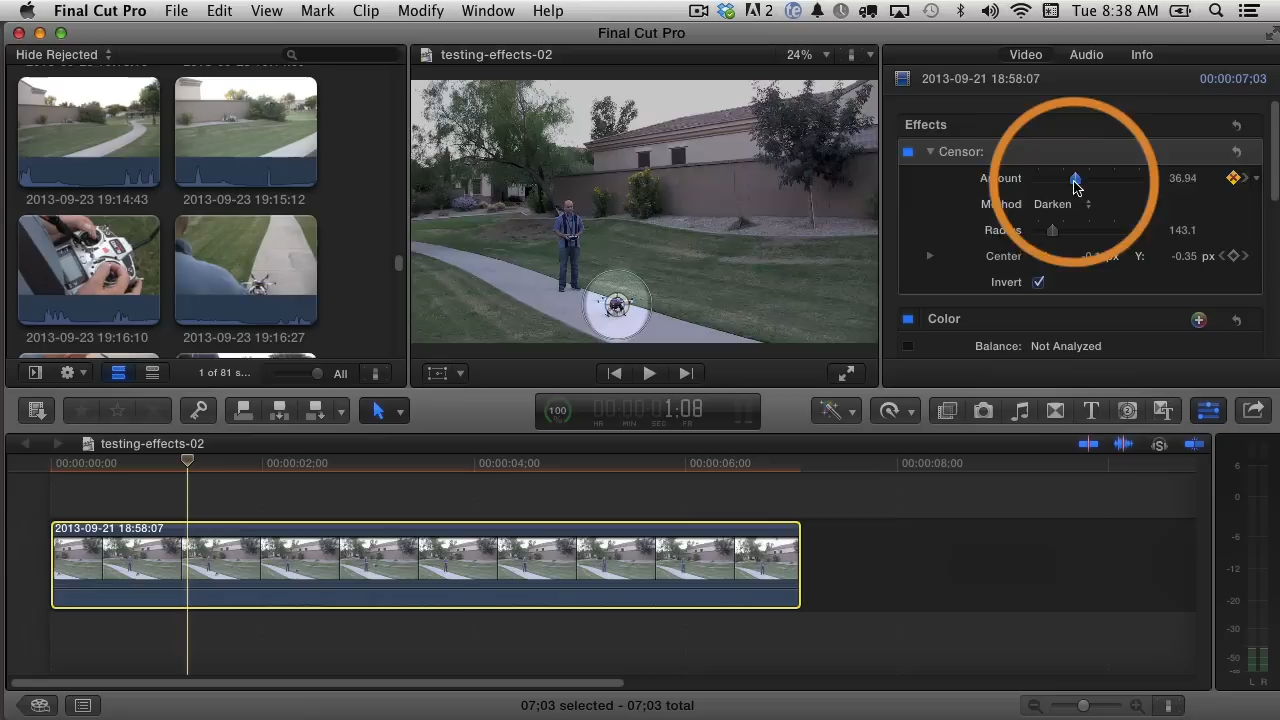 Final Cut Pro File Edit View Mark Clip Modify Window Help 2 Tue 8:38 AM
Final Cut Pro
Hide Rejected
testing-effects-02 24%
Video Audio Info
2013-09-21 18:58:07 00:00:07;03
Effects
Censor:
Amount 36.94
Method Darken
Radius 143.1
Center px Y: -0.35 px
Invert
Color
Balance: Not Analyzed
2013-09-23 19:14:43 2013-09-23 19:15:12
2013-09-23 19:16:10 2013-09-23 19:16:27
1 of 81 s... All
100 00:00:01:08
HR MIN SEC FR
testing-effects-02
00:00:00;00 00:00:02;00 00:00:04;00 00:00:06;00 00:00:08;00
2013-09-21 18:58:07
6
0
-6
-12
-20
-30
-50
L R
07;03 selected - 07;03 total